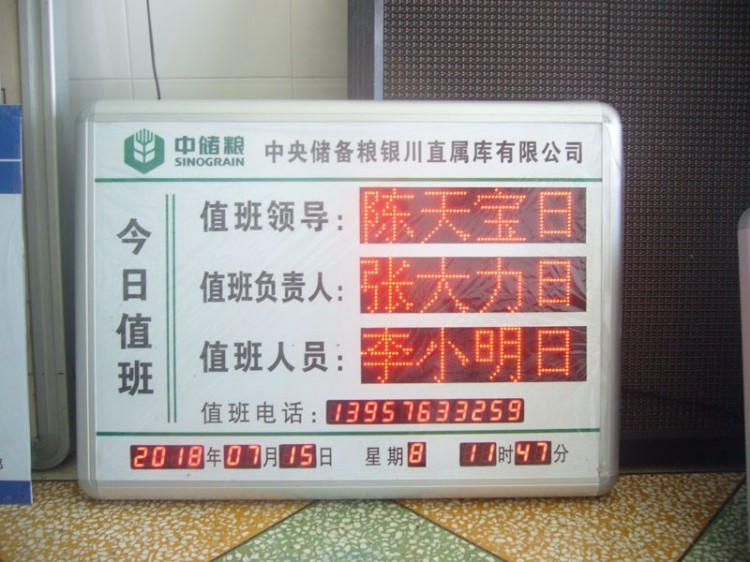 中储粮 SINOGRAIN 中央储备粮银川直属库有限公司
今日值班
值班领导：陈天宝日
值班负责人：张大力日
值班人员：李小明日
值班电话：13957633259
2018年07月15日 星期8 11时47分